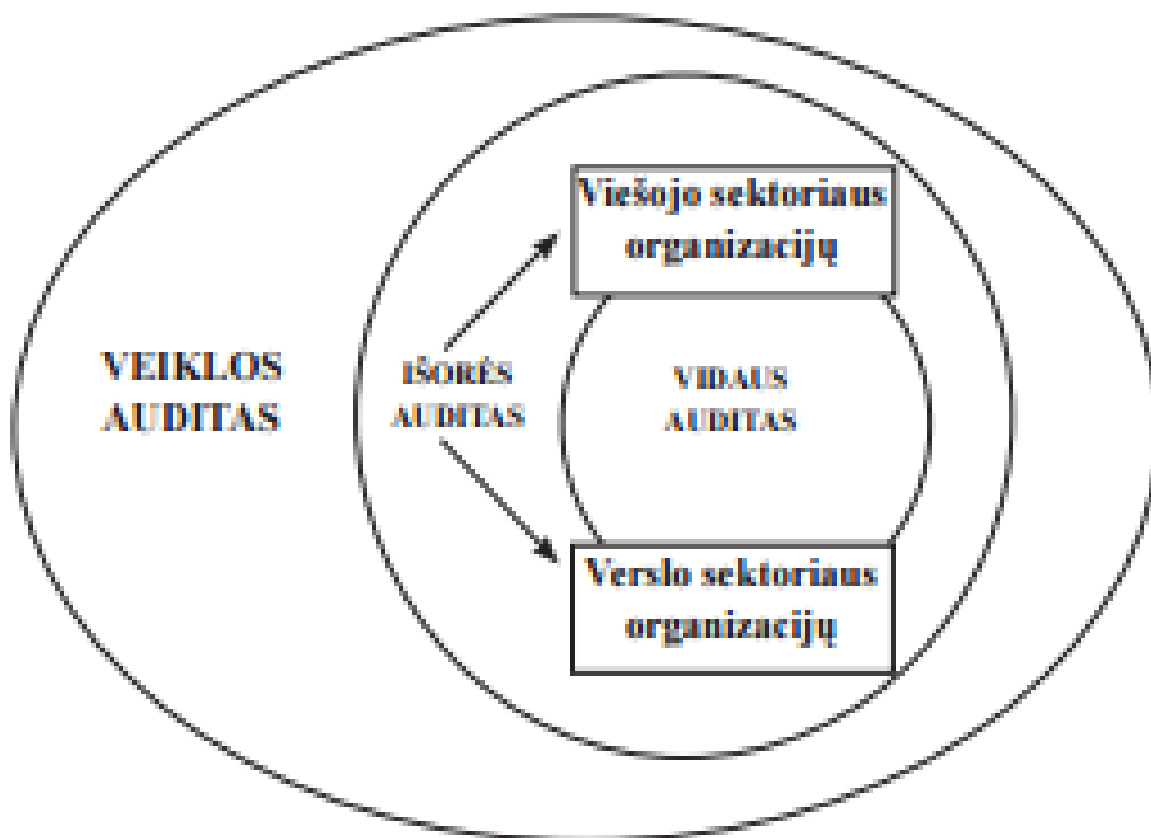 Viešojo sektoriaus
organizacijų
VEIKLOS
AUDITAS
IŠORĖS
AUDITAS
VIDAUS
AUDITAS
Verslo sektoriaus
organizacijų